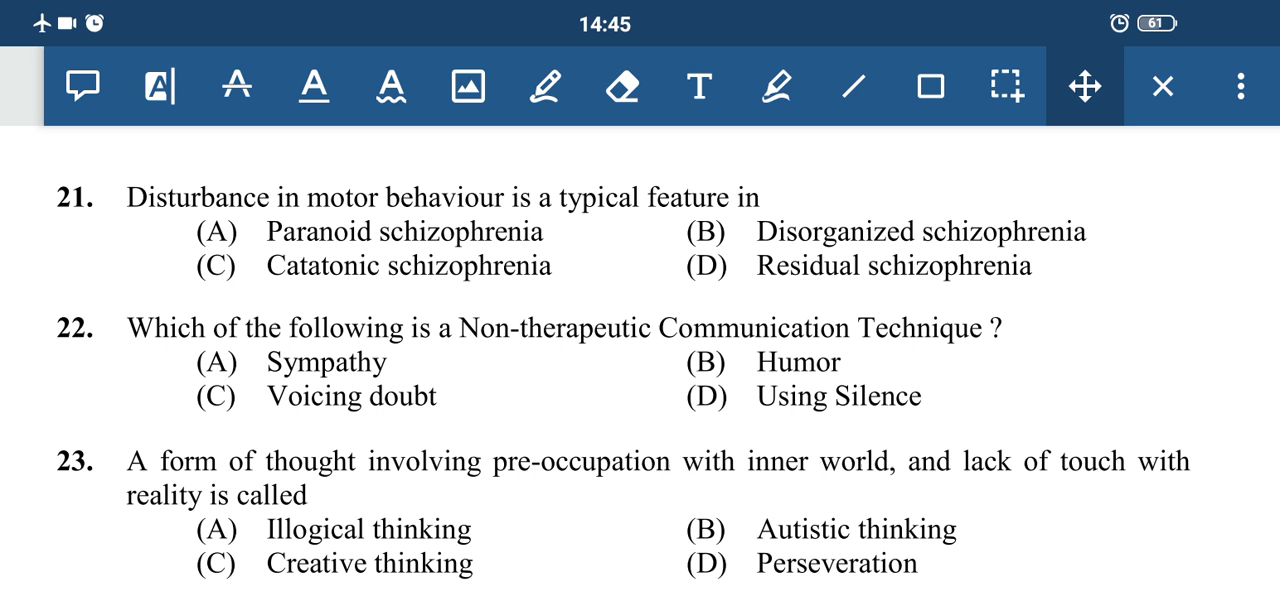 14:45
61
21. Disturbance in motor behaviour is a typical feature in
(A) Paranoid schizophrenia (B) Disorganized schizophrenia
(C) Catatonic schizophrenia (D) Residual schizophrenia
22. Which of the following is a Non-therapeutic Communication Technique ?
(A) Sympathy (B) Humor
(C) Voicing doubt (D) Using Silence
23. A form of thought involving pre-occupation with inner world, and lack of touch with
reality is called
(A) Illogical thinking (B) Autistic thinking
(C) Creative thinking (D) Perseveration